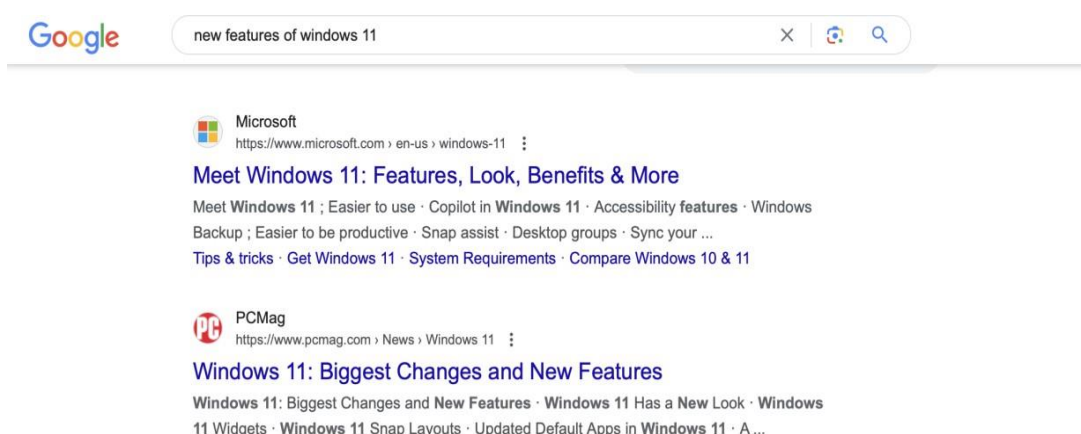 Google
new features of windows 11
Microsoft
https://www.microsoft.com › en-us › windows-11
Meet Windows 11: Features, Look, Benefits & More
Meet Windows 11 ; Easier to use · Copilot in Windows 11 · Accessibility features · Windows
Backup ; Easier to be productive · Snap assist · Desktop groups · Sync your ...
Tips & tricks · Get Windows 11 · System Requirements · Compare Windows 10 & 11
PC
PCMag
https://www.pcmag.com › News › Windows 11
Windows 11: Biggest Changes and New Features
Windows 11: Biggest Changes and New Features · Windows 11 Has a New Look · Windows
11 Widgets · Windows 11 Snap Layouts · Updated Default Apps in Windows 11 · A ...